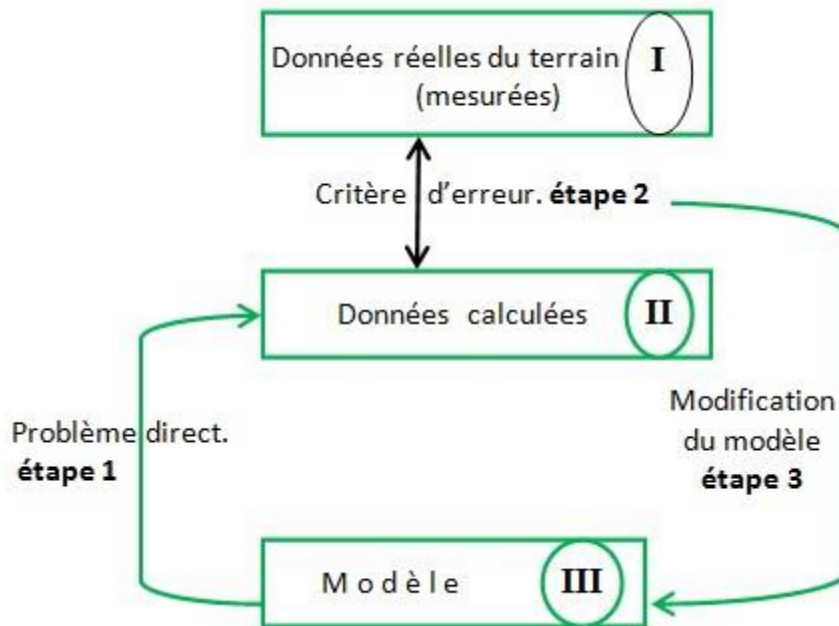 Données réelles du terrain
(mesurées)
I
Critère d'erreur. étape 2
Données calculées
II
Problème direct.
étape 1
Modification
du modèle
étape 3
Modèle
III